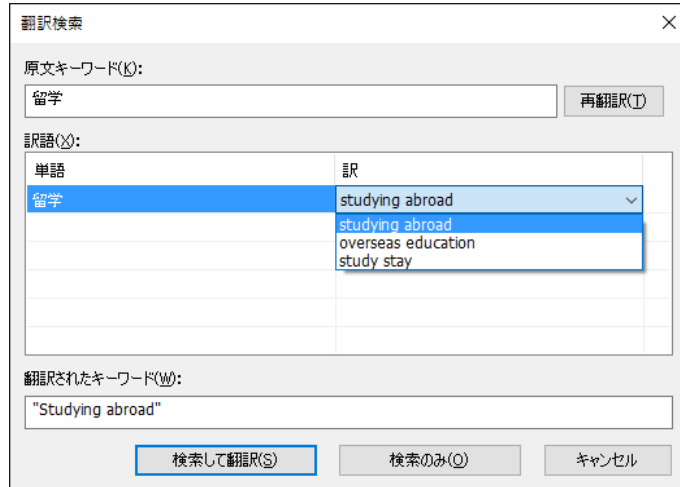 翻訳検索
原文キーワード(K):
留学
再翻訳(T)
訳語(X):
単語 訳
留学 studying abroad
studying abroad
overseas education
study stay
翻訳されたキーワード(W):
"Studying abroad"
検索して翻訳(S) 検索のみ(O) キャンセル